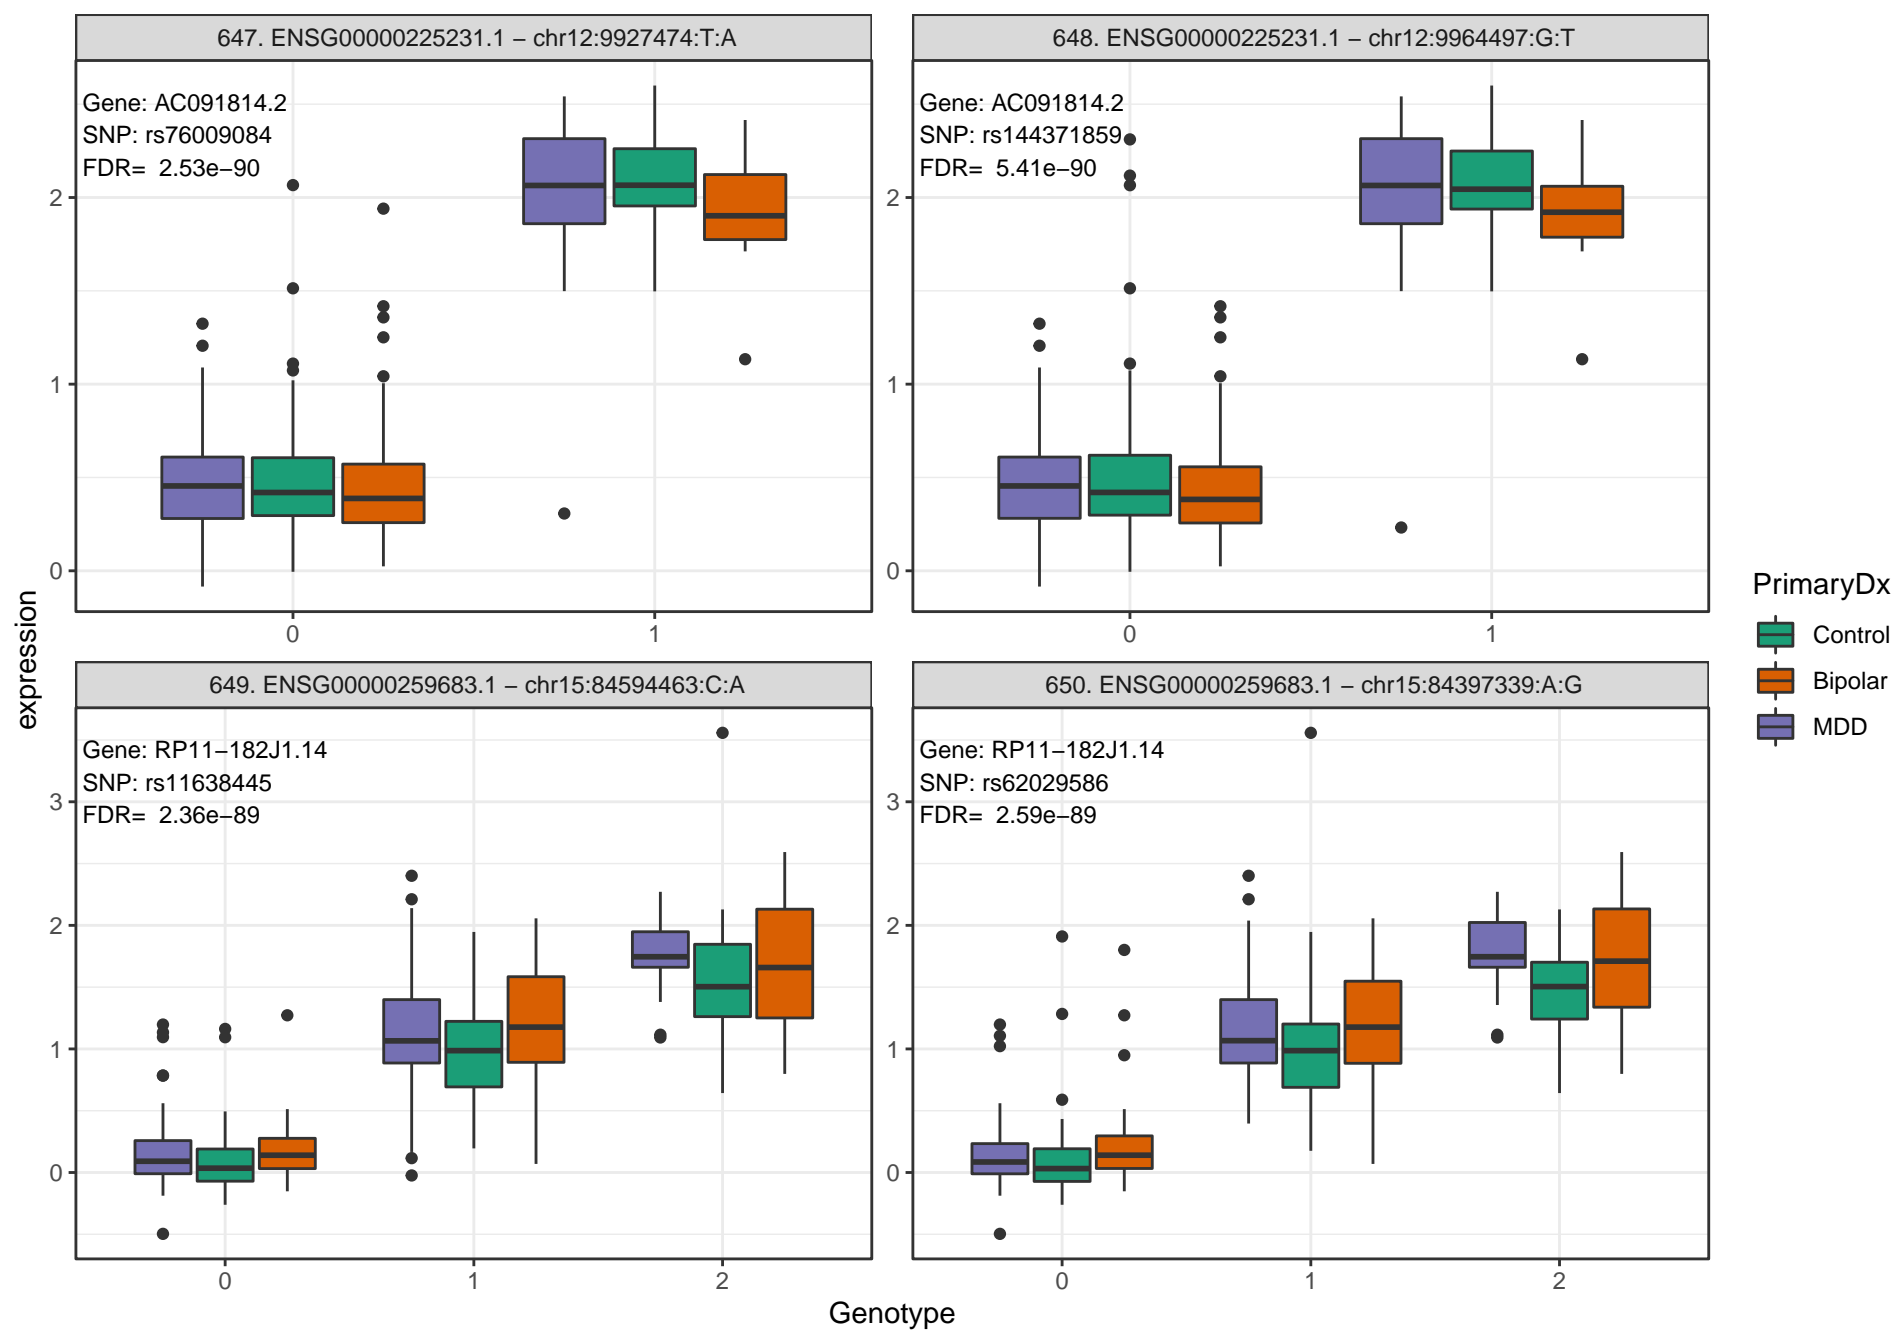 647. ENSG00000225231.1 − chr12:9927474:T:A
Gene: AC091814.2
SNP: rs76009084
FDR=  2.53e−90
2
1
0
0
1
648. ENSG00000225231.1 − chr12:9964497:G:T
Gene: AC091814.2
SNP: rs144371859
FDR=  5.41e−90
2
1
0
0
1
649. ENSG00000259683.1 − chr15:84594463:C:A
Gene: RP11−182J1.14
SNP: rs11638445
FDR=  2.36e−89
3
2
1
0
0
1
2
650. ENSG00000259683.1 − chr15:84397339:A:G
Gene: RP11−182J1.14
SNP: rs62029586
FDR=  2.59e−89
3
2
1
0
0
1
2
expression
Genotype
PrimaryDx
Control
Bipolar
MDD